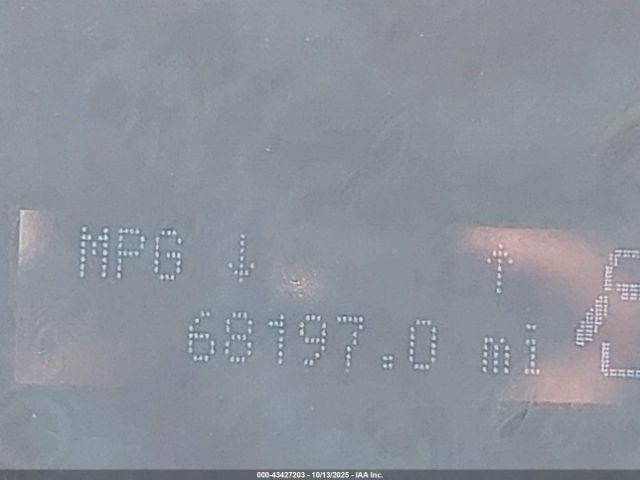 MPG ↓ ↑
68197.0 mi
000-43427203 - 10/13/2025 - IAA Inc.